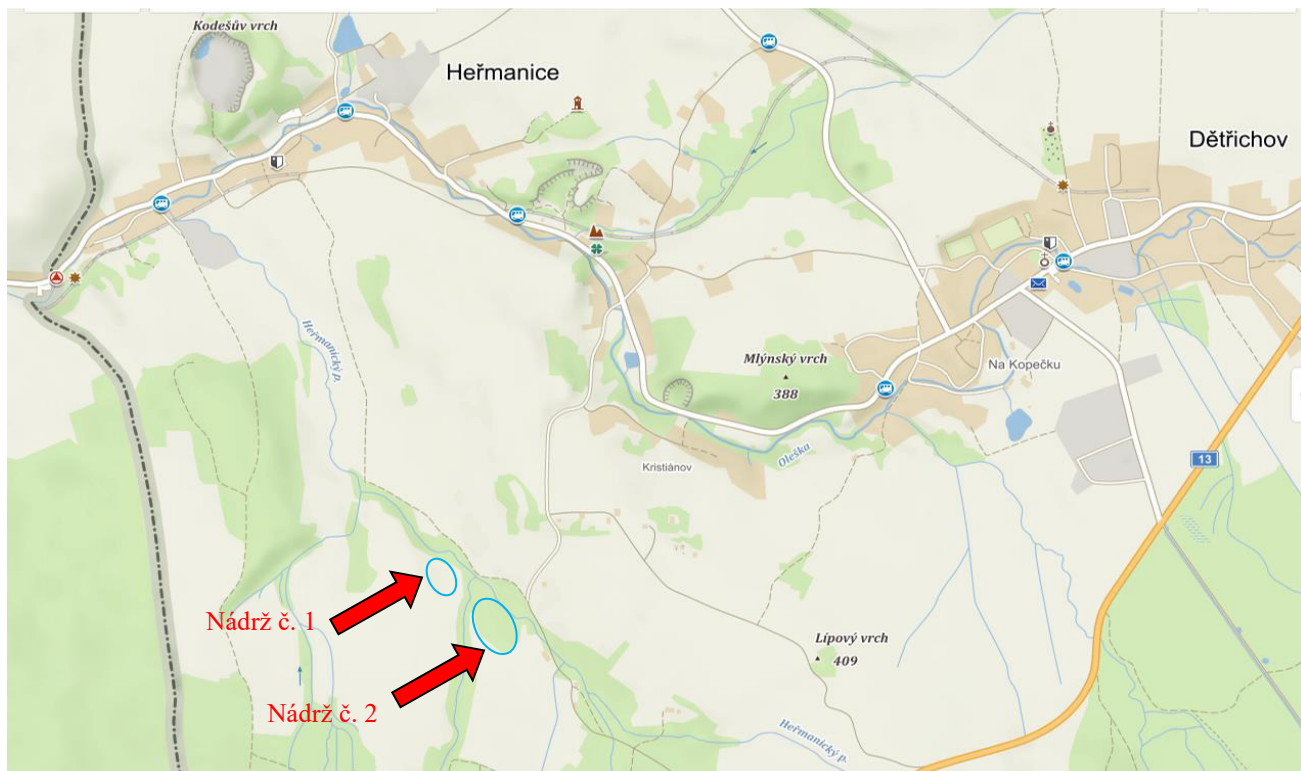 Kodešův vrch
Heřmanice
Dětřichov
Heřmanický p.
Mlýnský vrch
388
Na Kopečku
Oleška
Kristiánov
13
Nádrž č. 1
Lípový vrch
409
Nádrž č. 2
Heřmanický p.